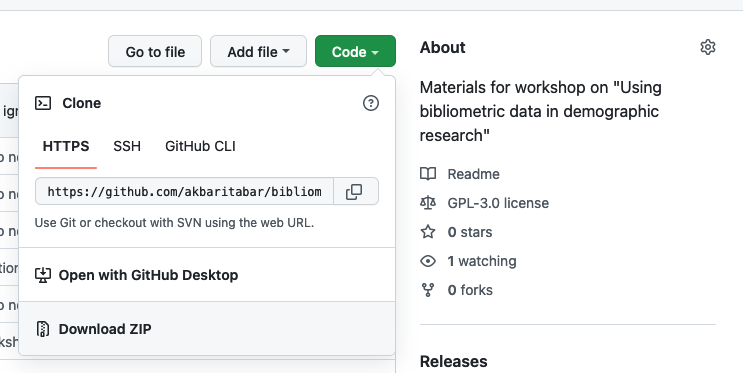 Go to file
Add file
Code
Clone
HTTPS
SSH
GitHub CLI
https://github.com/akbaritabar/bibliom
Use Git or checkout with SVN using the web URL.
Open with GitHub Desktop
Download ZIP
About
Materials for workshop on "Using
bibliometric data in demographic
research"
Readme
GPL-3.0 license
0 stars
1 watching
0 forks
Releases